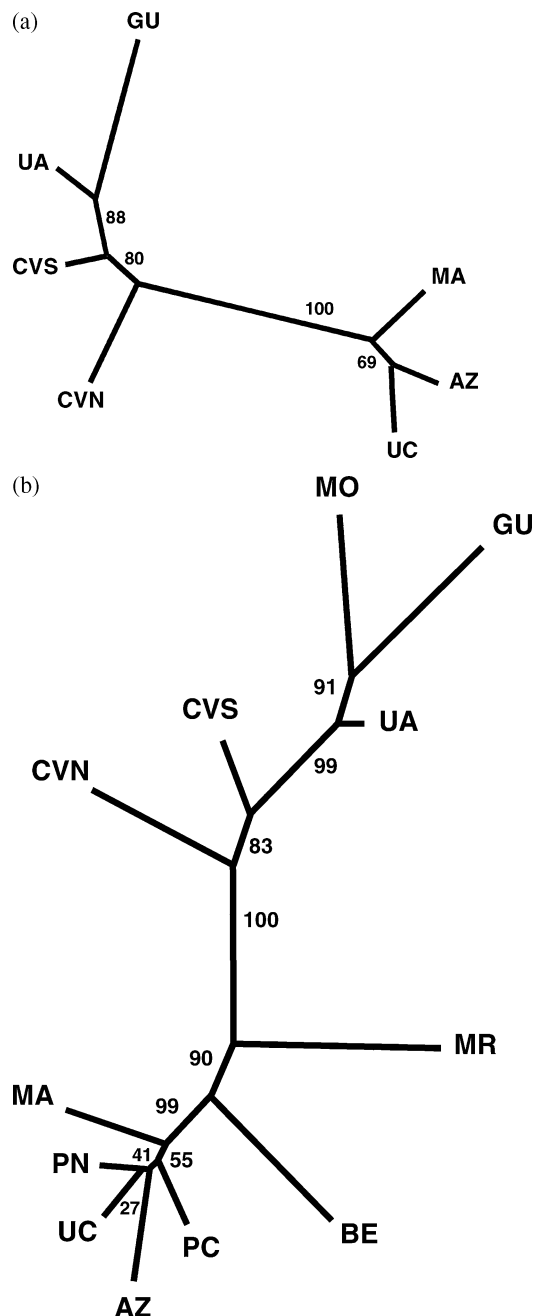 (a)
GU
UA
88
CVS
80
100
MA
69
AZ
CVN
UC
(b)
MO
GU
91
CVS
UA
CVN
99
83
100
MR
90
MA
99
41
55
PN
27
UC
PC
BE
AZ